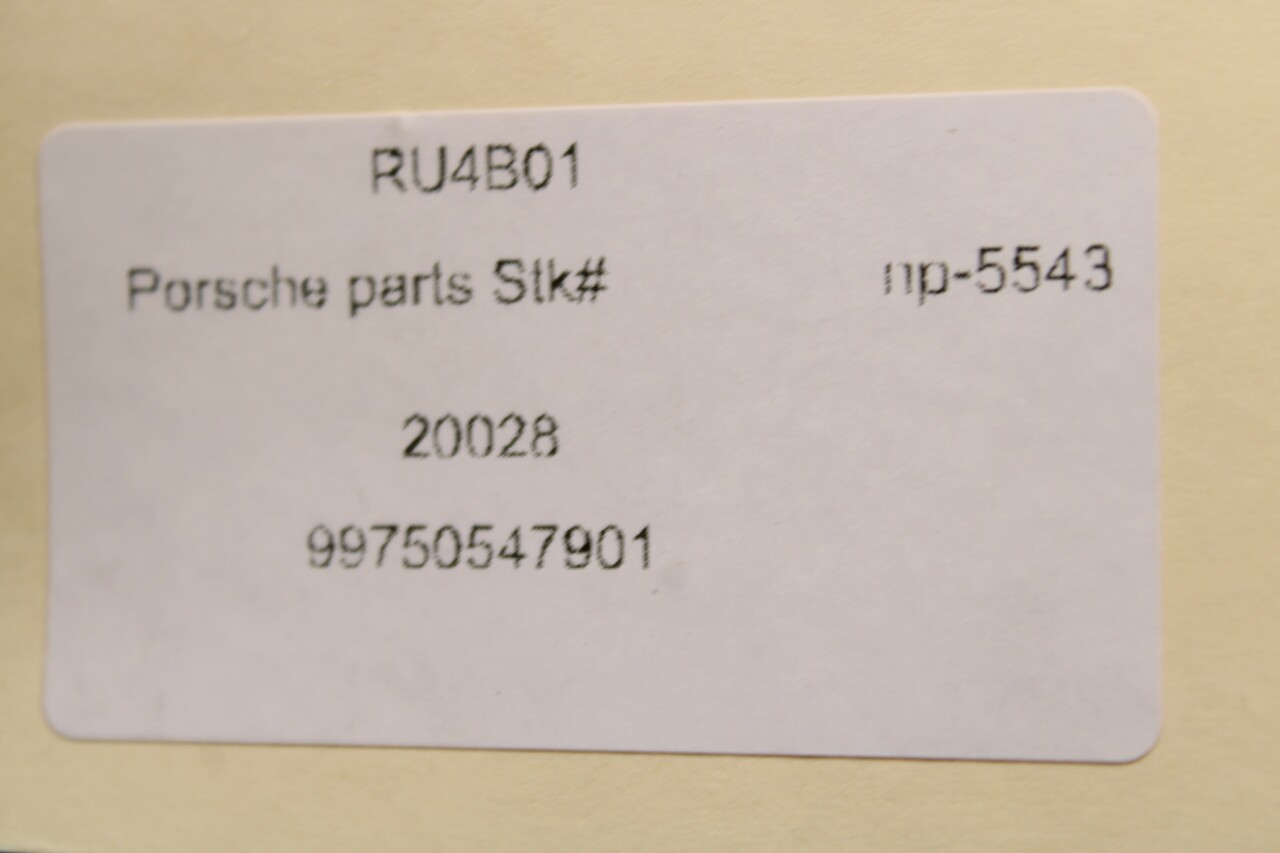 RU4B01
Porsche parts Stk# np-5543
20028
99750547901